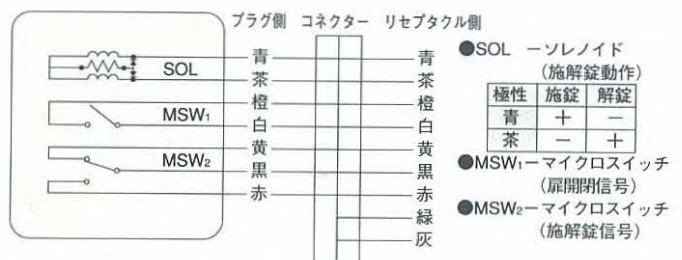 プラグ側 コネクター リセプタクル側
SOL
MSW₁
MSW₂
青
茶
橙
白
黄
黒
赤
青
茶
橙
白
黄
黒
赤
緑
灰
●SOL ーソレノイド
(施解錠動作)
極性 施錠 解錠
青 + −
茶 − +
●MSW₁ーマイクロスイッチ
(扉開閉信号)
●MSW₂ーマイクロスイッチ
(施解錠信号)